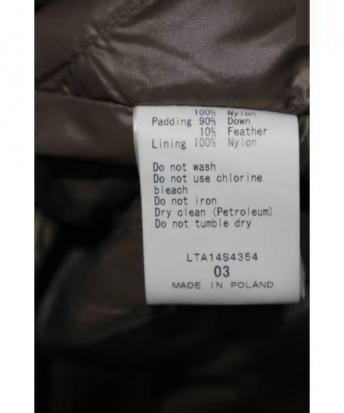 100% Nylon
Padding 90% Down
10% Feather
Lining 100% Nylon
Do not wash
Do not use chlorine
bleach
Do not iron
Dry clean (Petroleum)
Do not tumble dry
LTA14S4354
03
MADE IN POLAND